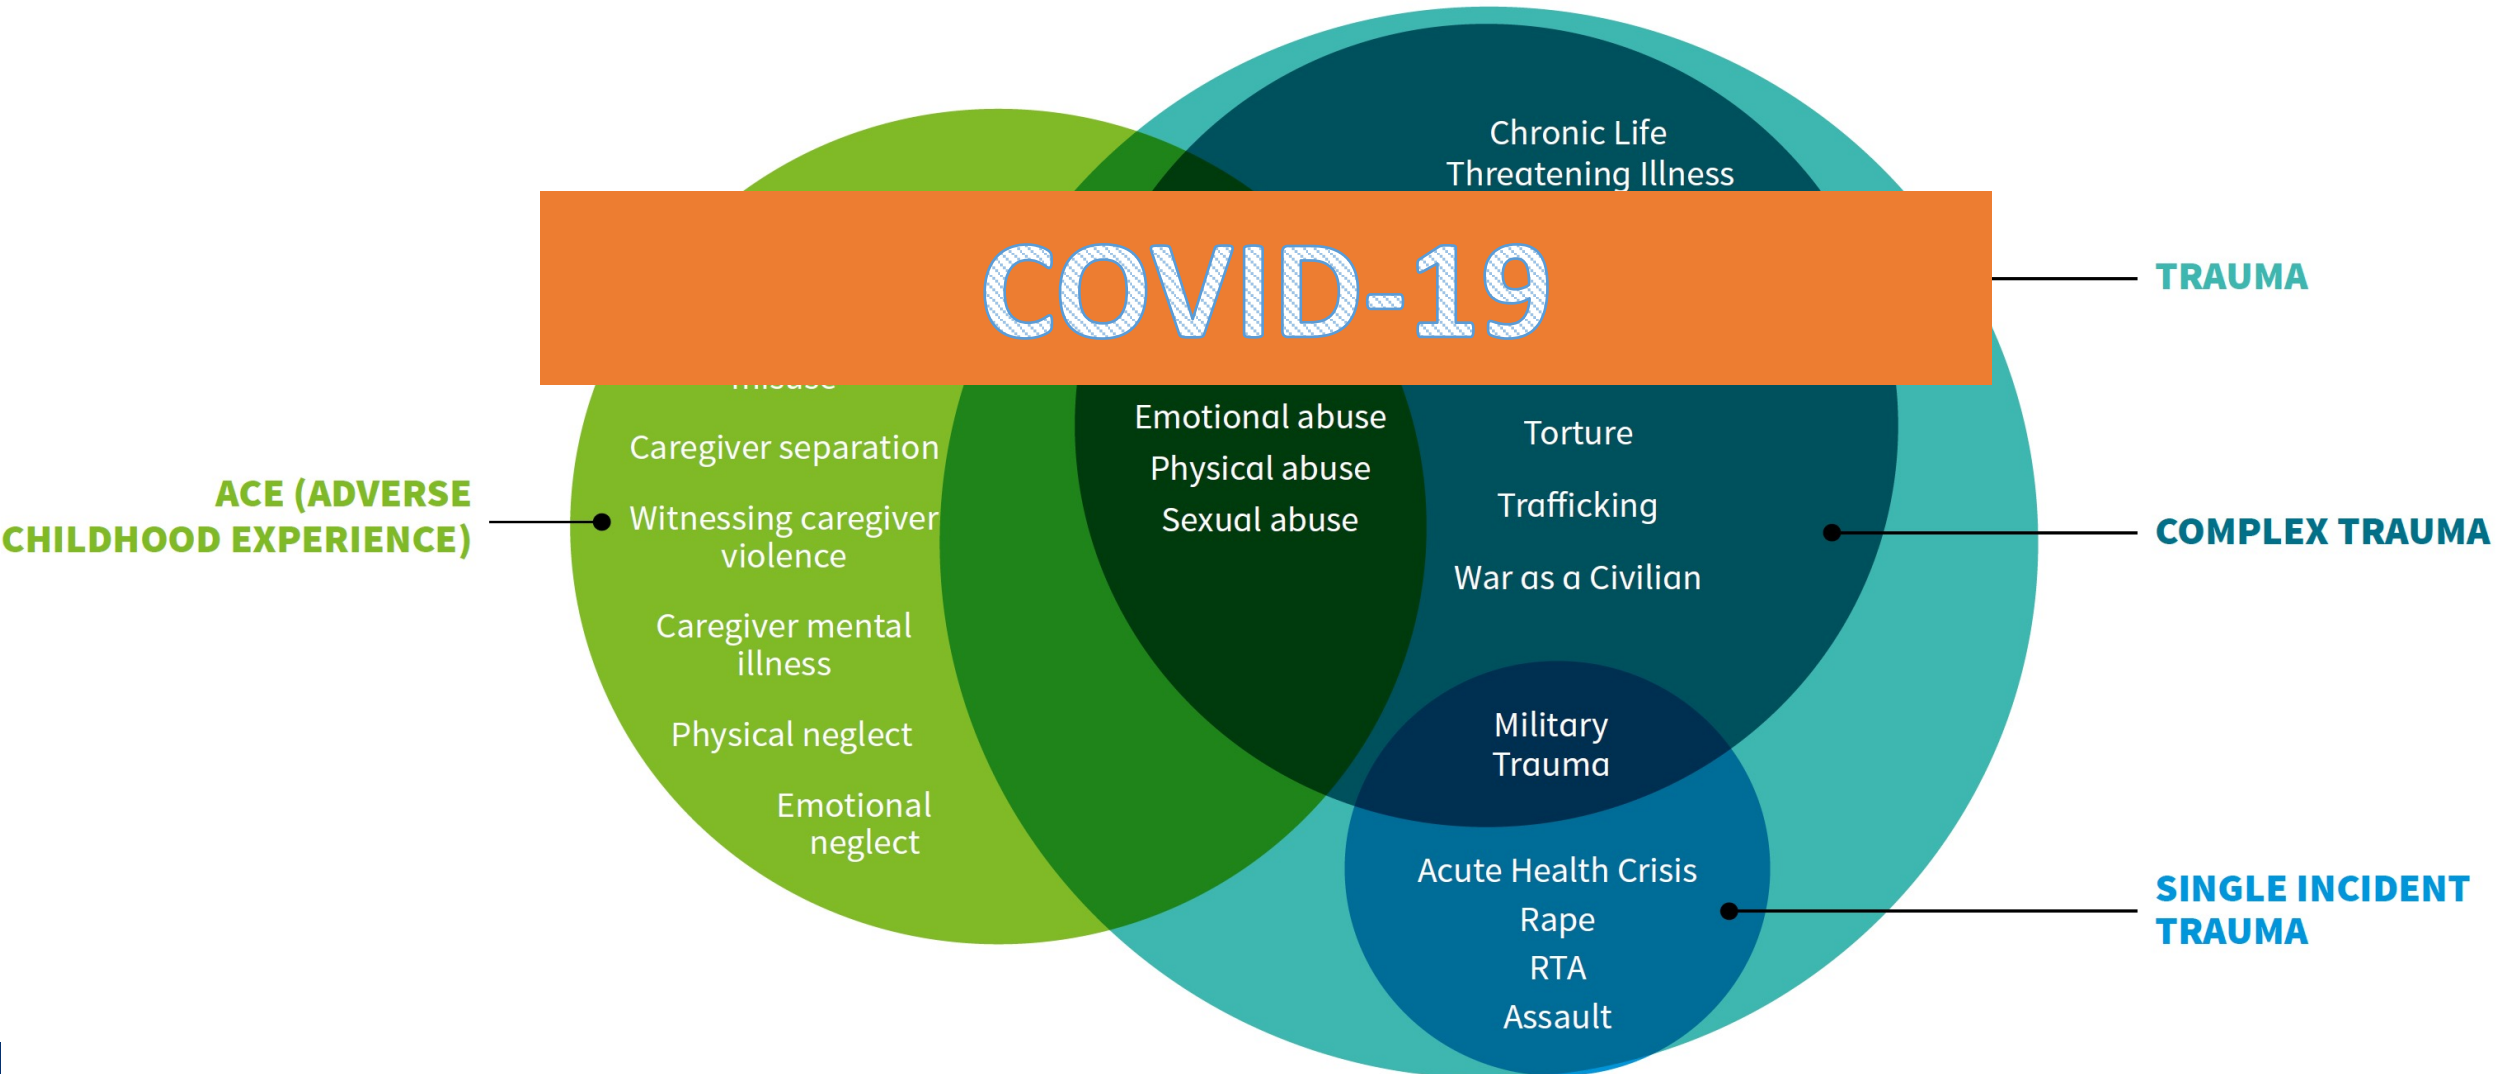 Chronic Life
Threatening Illness
COVID-19
TRAUMA
Caregiver separation
Witnessing caregiver
violence
Caregiver mental
illness
Physical neglect
Emotional
neglect
ACE (ADVERSE
CHILDHOOD EXPERIENCE)
Emotional abuse
Physical abuse
Sexual abuse
Torture
Trafficking
War as a Civilian
COMPLEX TRAUMA
Military
Trauma
Acute Health Crisis
Rape
RTA
Assault
SINGLE INCIDENT
TRAUMA